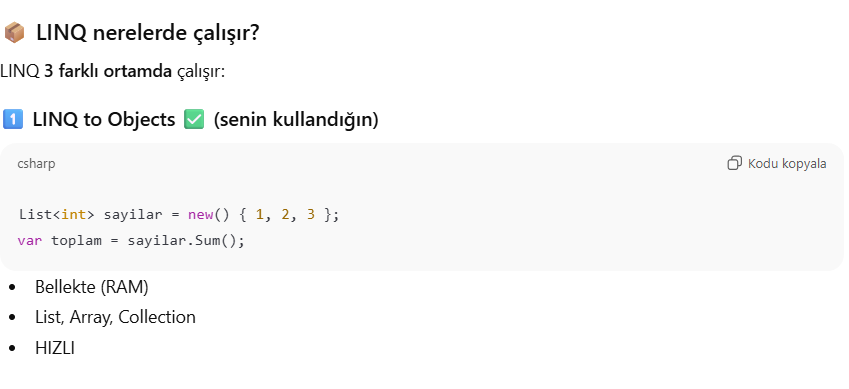 📦 LINQ nerelerde çalışır?
LINQ 3 farklı ortamda çalışır:
1️⃣ LINQ to Objects ✅ (senin kullandığın)
csharp Kodu kopyala
List<int> sayilar = new() { 1, 2, 3 };
var toplam = sayilar.Sum();
• Bellekte (RAM)
• List, Array, Collection
• HIZLI